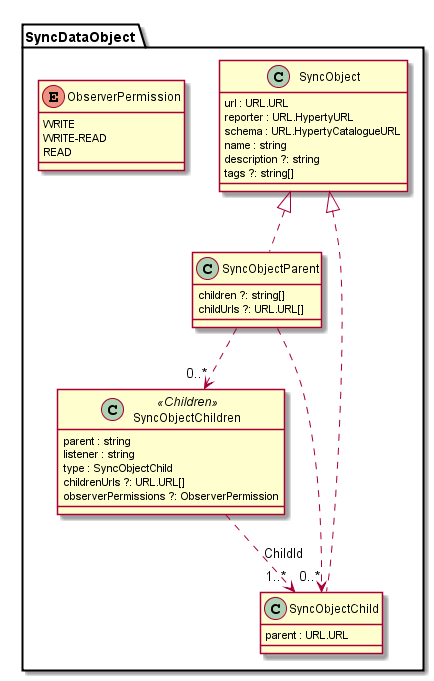 SyncDataObject
E ObserverPermission
WRITE
WRITE-READ
READ
C SyncObject
url : URL.URL
reporter : URL.HypertyURL
schema : URL.HypertyCatalogueURL
name : string
description ?: string
tags ?: string[]
C SyncObjectParent
children ?: string[]
childUrls ?: URL.URL[]
0..*
C «Children»
SyncObjectChildren
parent : string
listener : string
type : SyncObjectChild
childrenUrls ?: URL.URL[]
observerPermissions ?: ObserverPermission
ChildId
1..* 0..*
C SyncObjectChild
parent : URL.URL